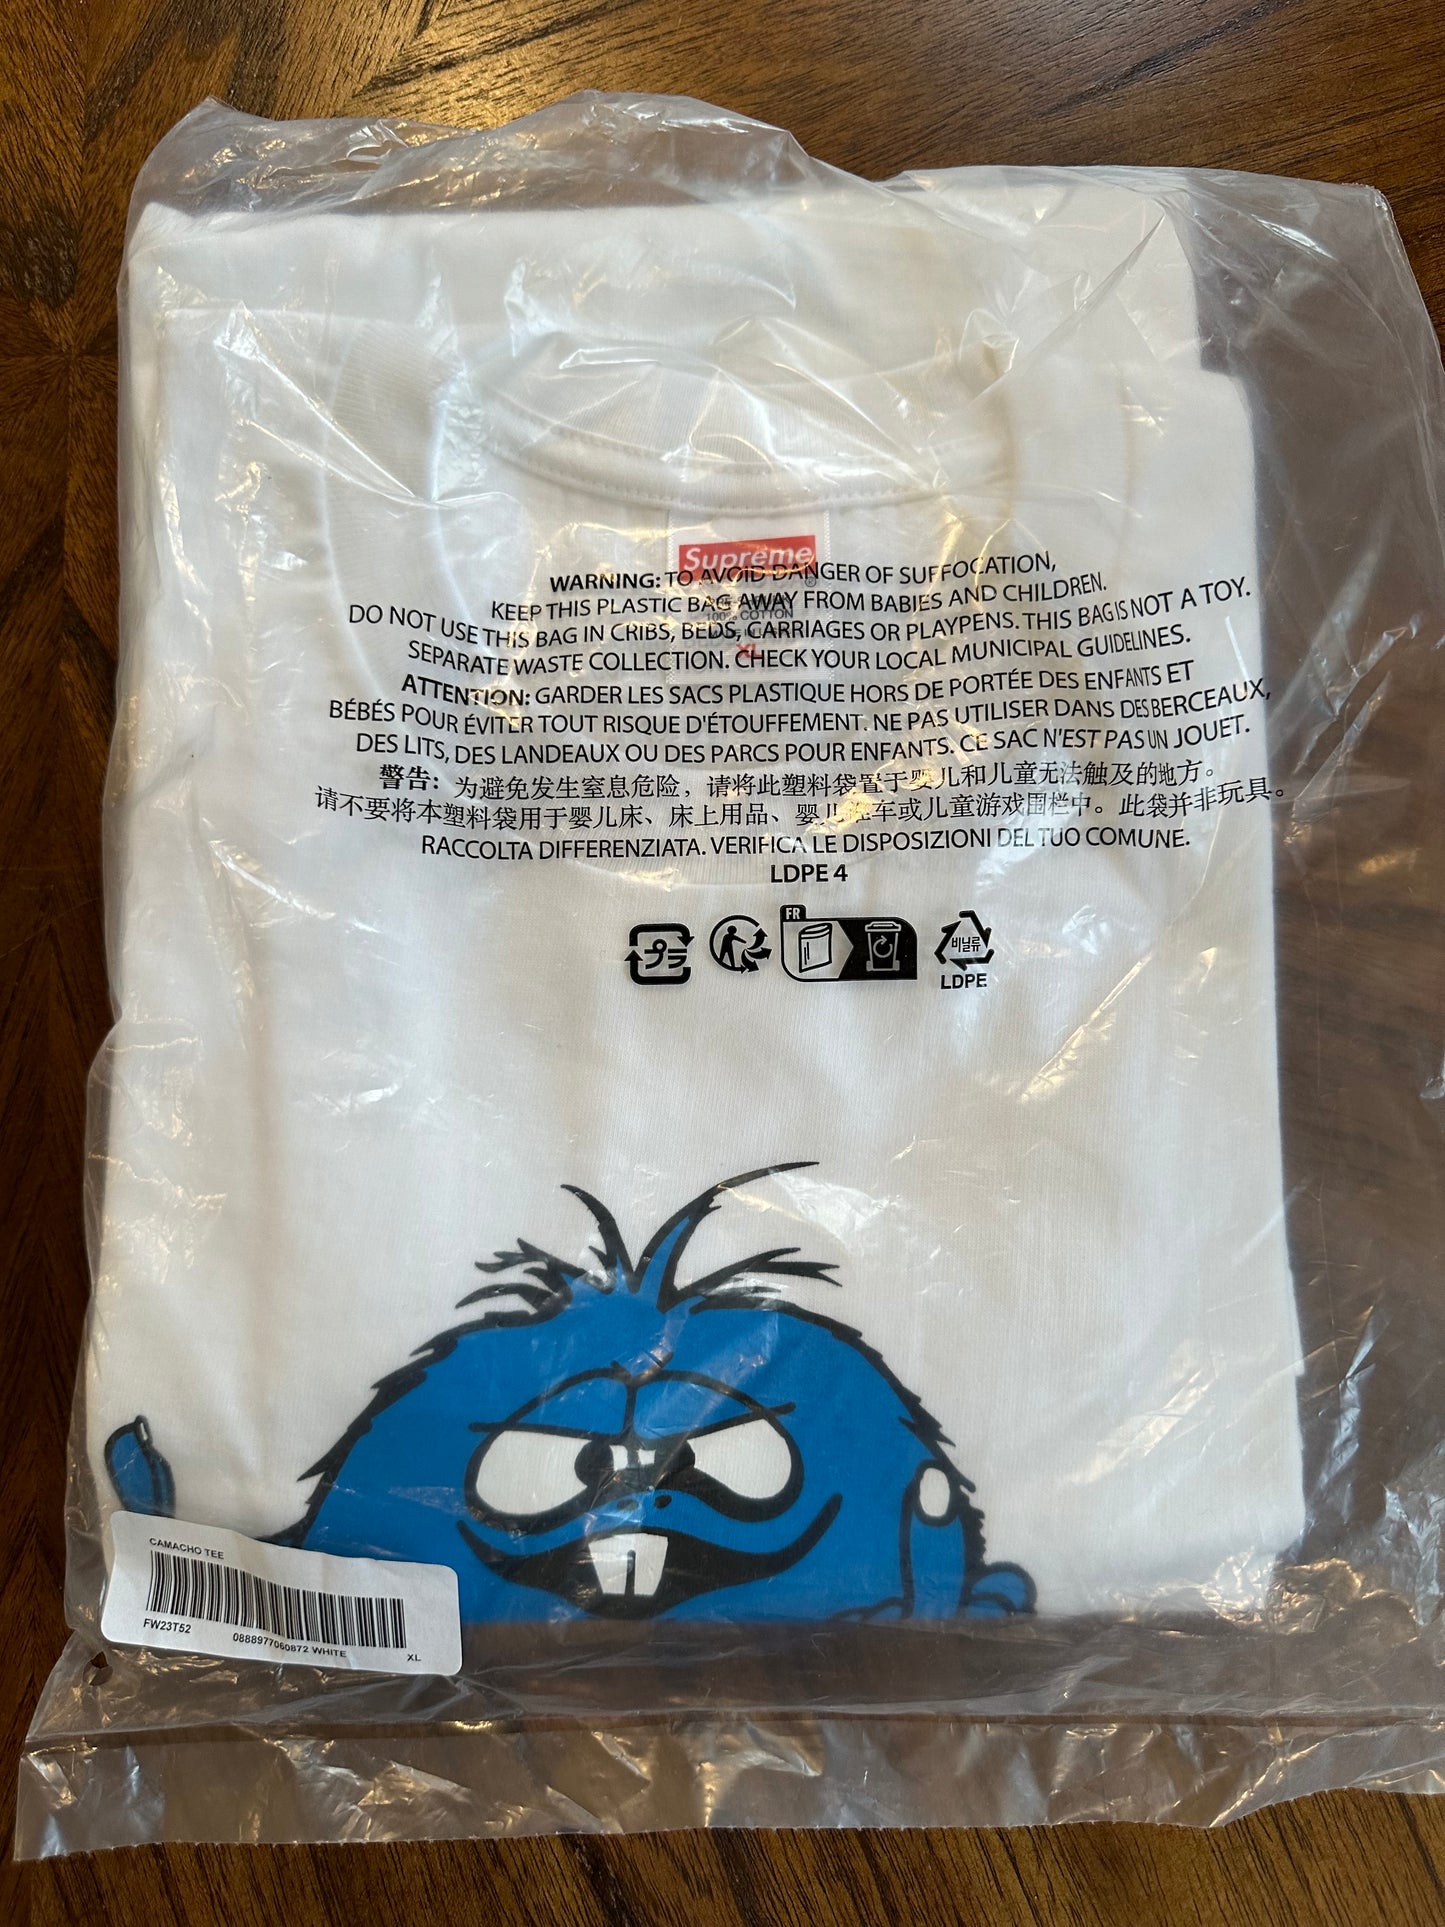 Supreme
®
100% COTTON
XL
WARNING: TO AVOID DANGER OF SUFFOCATION,
KEEP THIS PLASTIC BAG AWAY FROM BABIES AND CHILDREN.
DO NOT USE THIS BAG IN CRIBS, BEDS, CARRIAGES OR PLAYPENS. THIS BAG IS NOT A TOY.
SEPARATE WASTE COLLECTION. CHECK YOUR LOCAL MUNICIPAL GUIDELINES.
ATTENTION: GARDER LES SACS PLASTIQUE HORS DE PORTÉE DES ENFANTS ET
BÉBÉS POUR ÉVITER TOUT RISQUE D'ÉTOUFFEMENT. NE PAS UTILISER DANS DES BERCEAUX,
DES LITS, DES LANDEAUX OU DES PARCS POUR ENFANTS. CE SAC N'EST PAS UN JOUET.
警告：为避免发生窒息危险，请将此塑料袋置于婴儿和儿童无法触及的地方。
请不要将本塑料袋用于婴儿床、床上用品、婴儿推车或儿童游戏围栏中。此袋并非玩具。
RACCOLTA DIFFERENZIATA. VERIFICA LE DISPOSIZIONI DEL TUO COMUNE.
LDPE 4
プラ
FR
비닐류
LDPE
CAMACHO TEE
FW23T52 0888977060872 WHITE XL